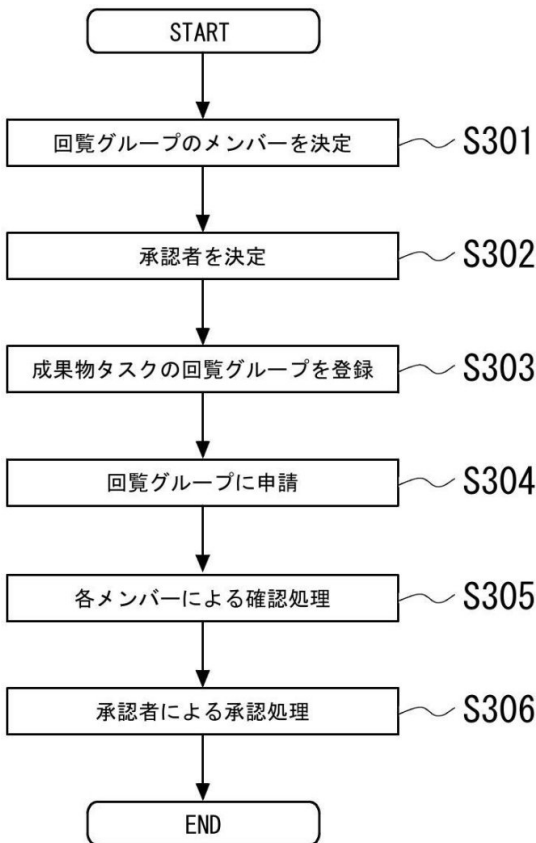 START
回覧グループのメンバーを決定 S301
承認者を決定 S302
成果物タスクの回覧グループを登録 S303
回覧グループに申請 S304
各メンバーによる確認処理 S305
承認者による承認処理 S306
END